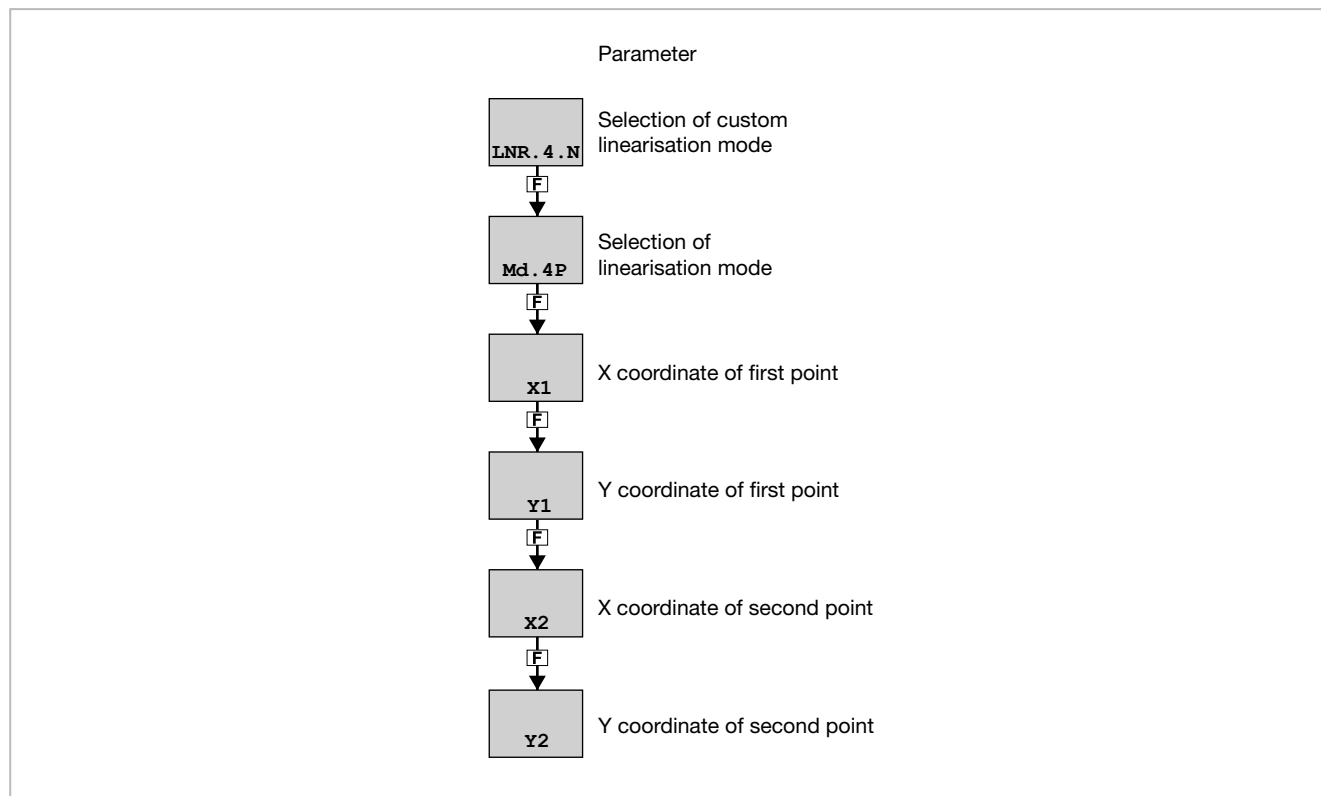 Parameter
LNR.4.N
Selection of custom
linearisation mode
F
Md.4P
Selection of
linearisation mode
F
X1
X coordinate of first point
F
Y1
Y coordinate of first point
F
X2
X coordinate of second point
F
Y2
Y coordinate of second point